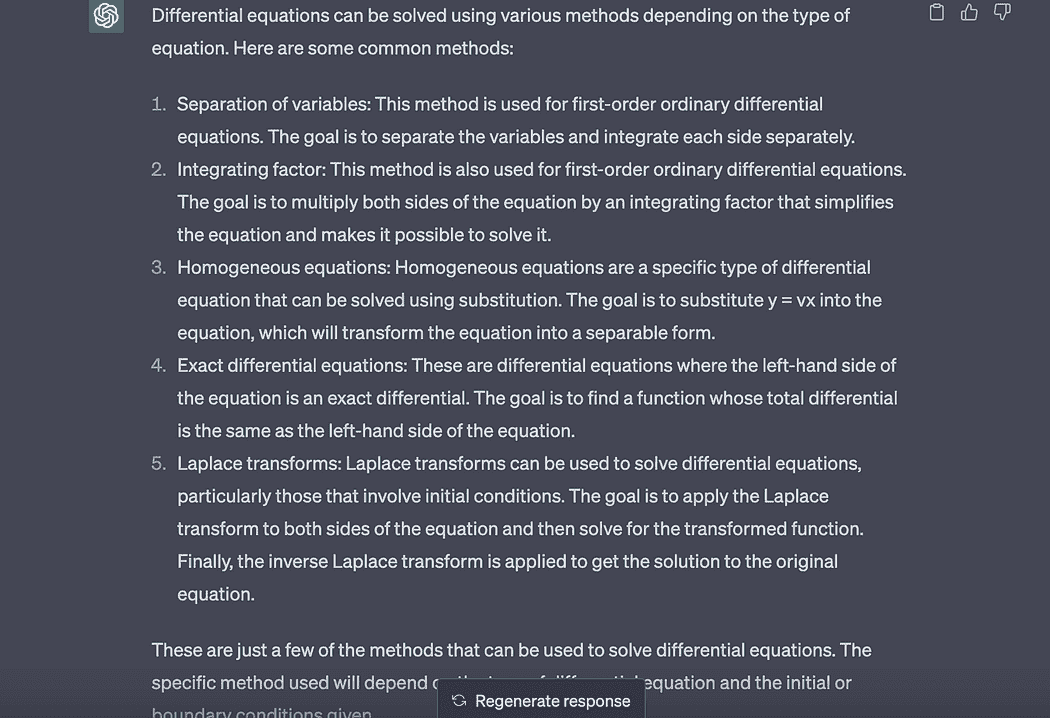 Differential equations can be solved using various methods depending on the type of
equation. Here are some common methods:
1. Separation of variables: This method is used for first-order ordinary differential
equations. The goal is to separate the variables and integrate each side separately.
2. Integrating factor: This method is also used for first-order ordinary differential equations.
The goal is to multiply both sides of the equation by an integrating factor that simplifies
the equation and makes it possible to solve it.
3. Homogeneous equations: Homogeneous equations are a specific type of differential
equation that can be solved using substitution. The goal is to substitute y = vx into the
equation, which will transform the equation into a separable form.
4. Exact differential equations: These are differential equations where the left-hand side of
the equation is an exact differential. The goal is to find a function whose total differential
is the same as the left-hand side of the equation.
5. Laplace transforms: Laplace transforms can be used to solve differential equations,
particularly those that involve initial conditions. The goal is to apply the Laplace
transform to both sides of the equation and then solve for the transformed function.
Finally, the inverse Laplace transform is applied to get the solution to the original
equation.
These are just a few of the methods that can be used to solve differential equations. The
specific method used will depend equation and the initial or
Regenerate response
boundary conditions given